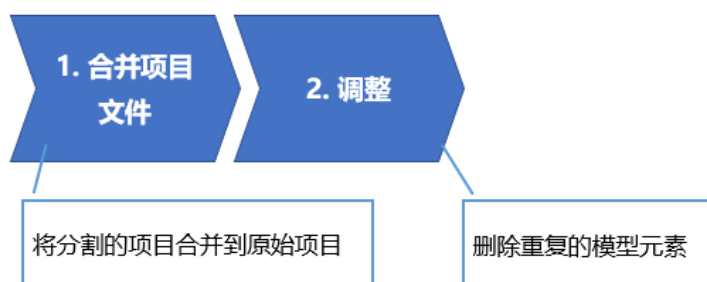 1. 合并项目
文件
2. 调整
将分割的项目合并到原始项目
删除重复的模型元素